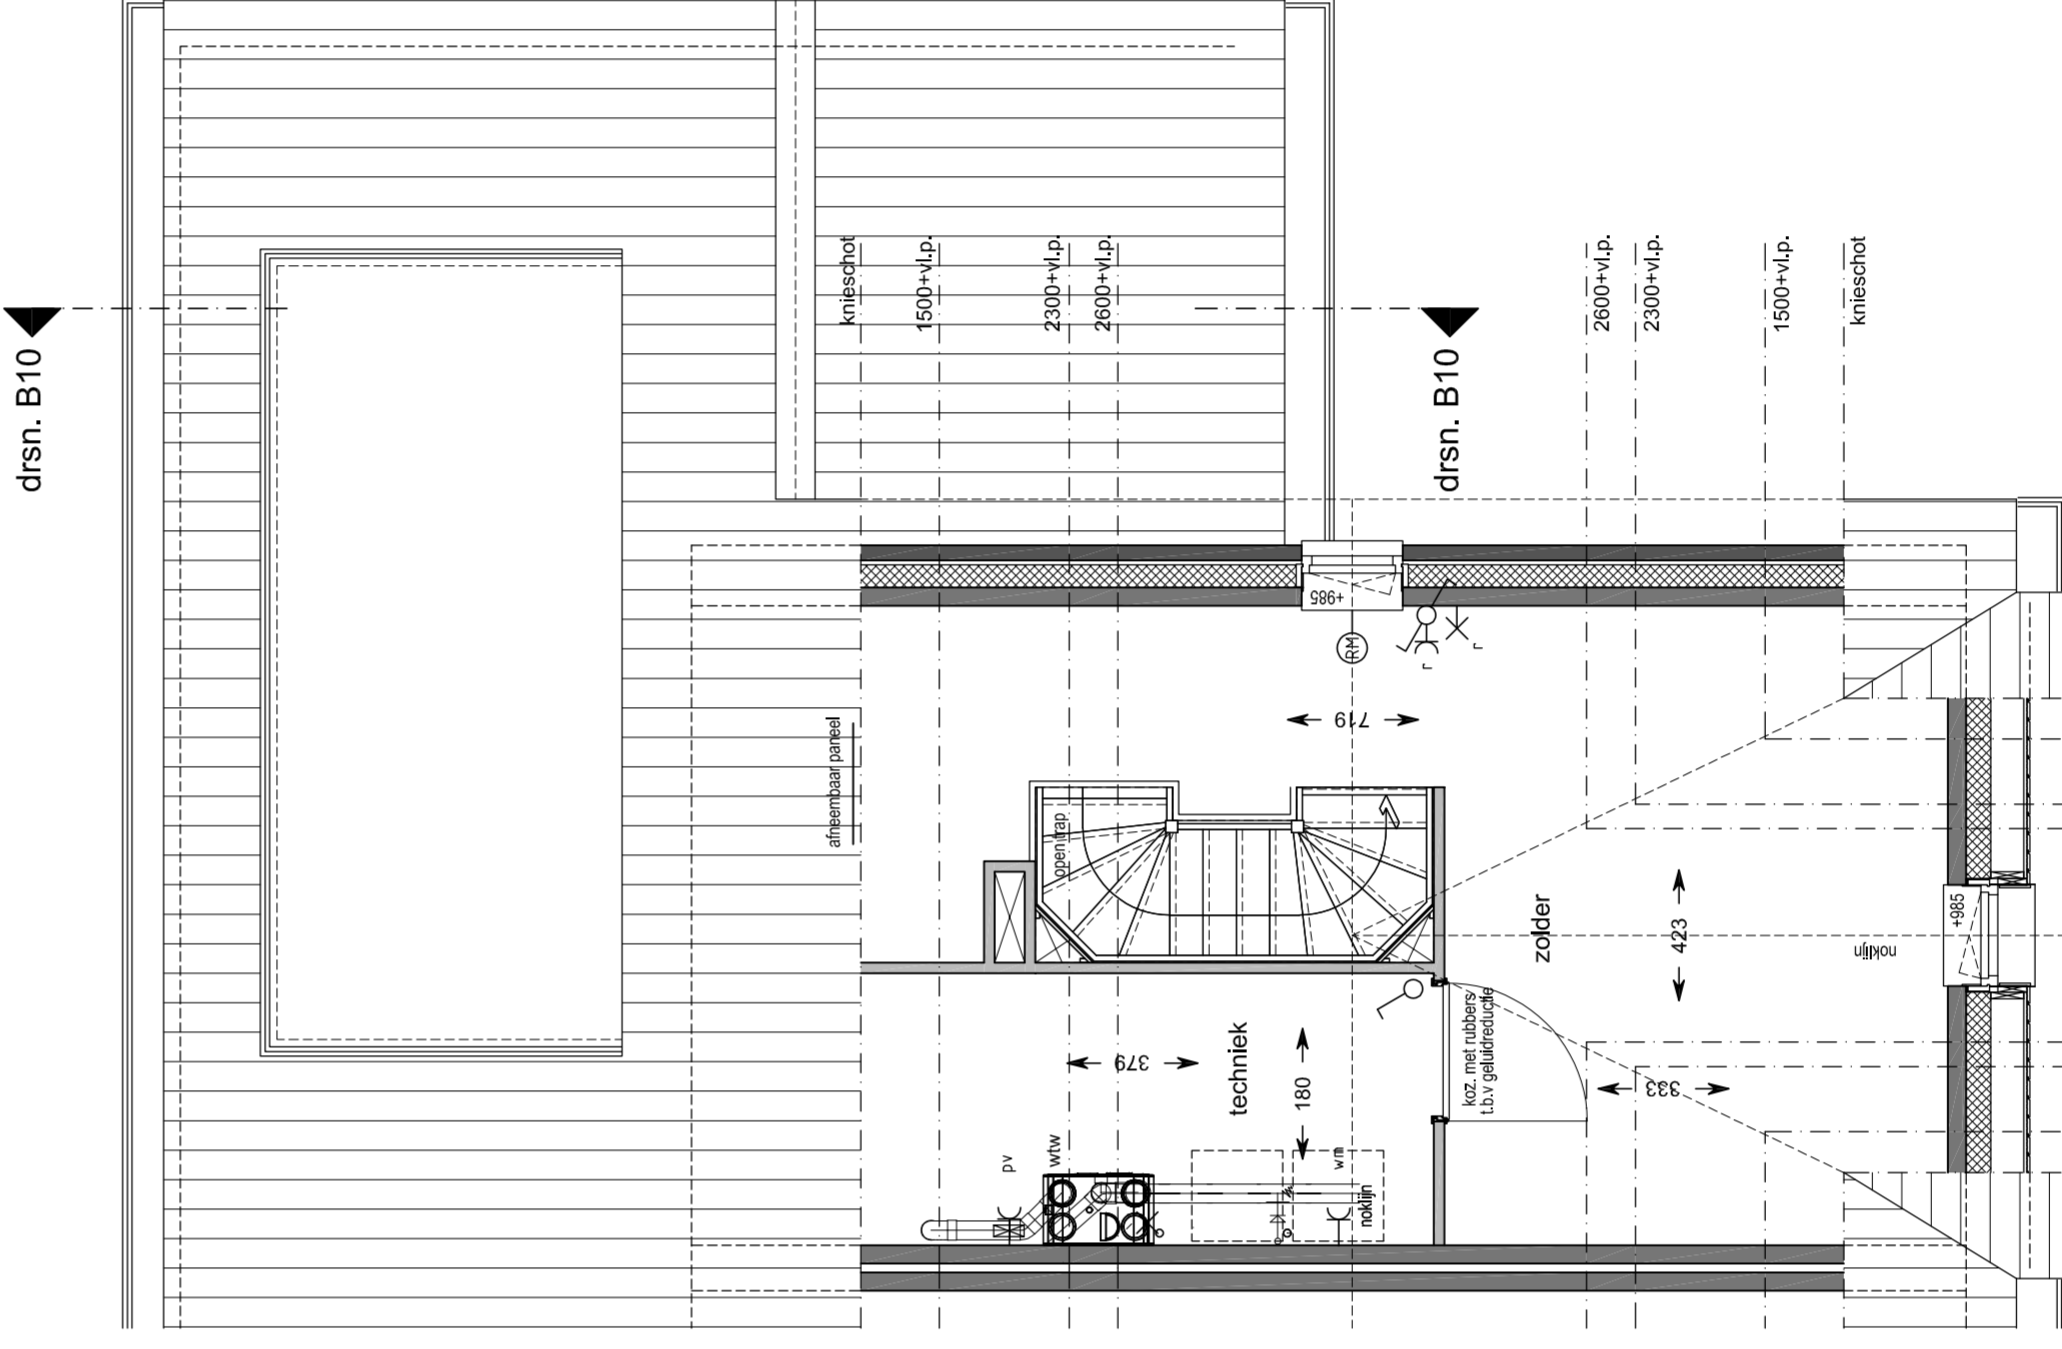 drsn. B10
drsn. B10
knieschot
1500+vl.p.
2300+vl.p.
2600+vl.p.
2600+vl.p.
2300+vl.p.
1500+vl.p.
knieschot
+985
RM
r
r
719
afneembaar paneel
open trap
zolder
423
+985
noklijn
koz. met rubbers
t.b.v geluidreductie
techniek
379
180
333
pv
wtw
wm
noklijn